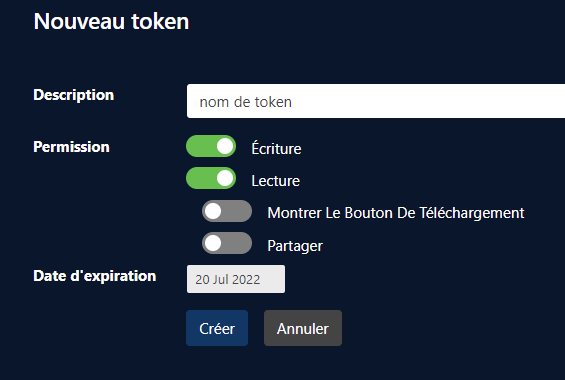 Nouveau token
Description
nom de token
Permission
Écriture
Lecture
Montrer Le Bouton De Téléchargement
Partager
Date d'expiration
20 Jul 2022
Créer
Annuler